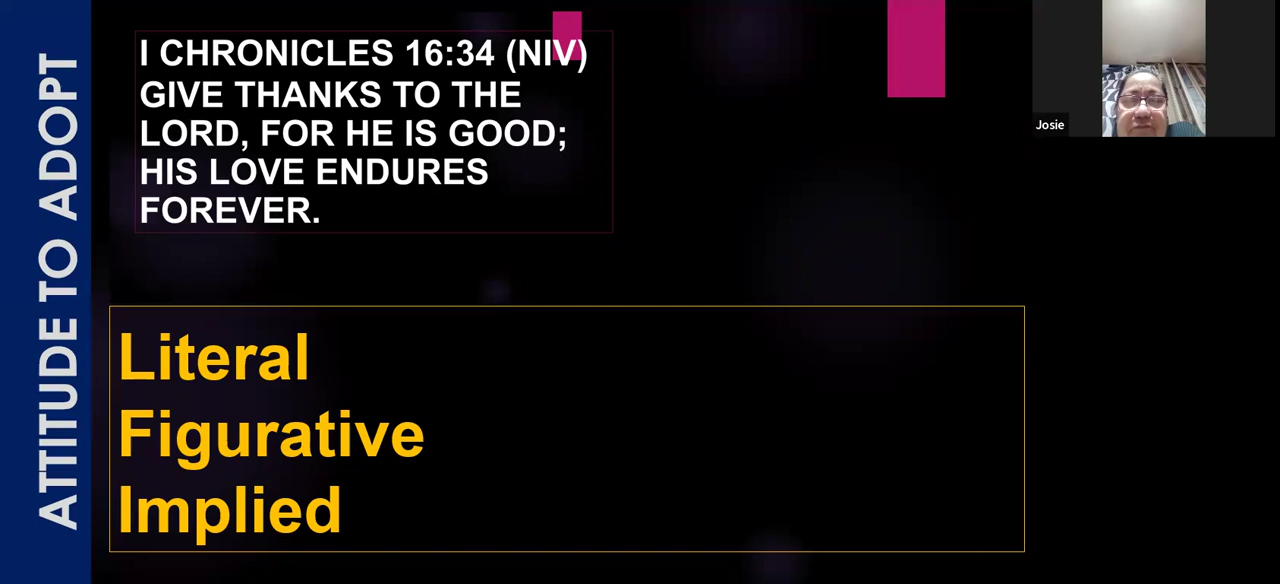 ATTITUDE TO ADOPT
I CHRONICLES 16:34 (NIV)
GIVE THANKS TO THE
LORD, FOR HE IS GOOD;
HIS LOVE ENDURES
FOREVER.
Josie
Literal
Figurative
Implied